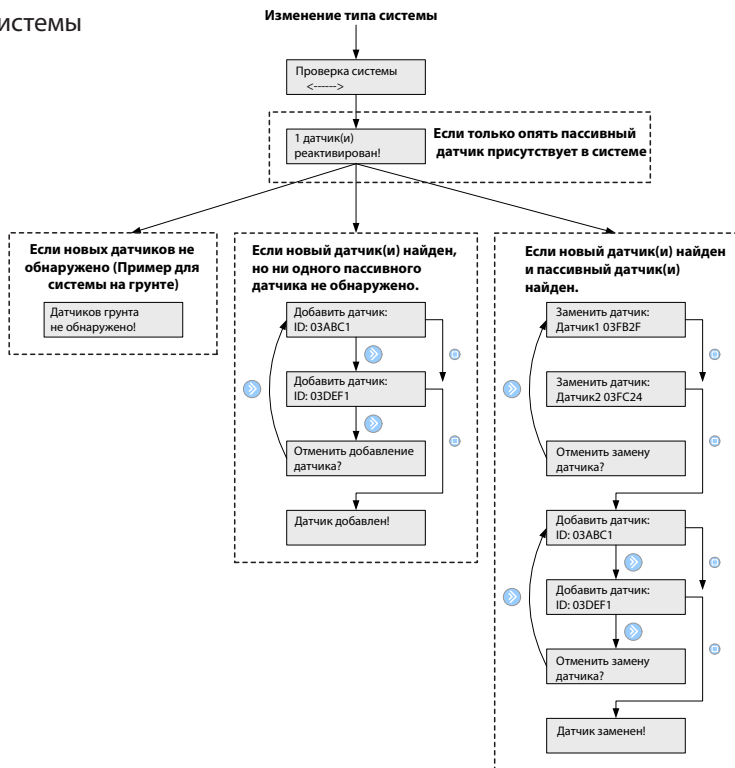 истемы
Изменение типа системы
Проверка системы
<------>
1 датчик(и)
реактивирован!
Если только опять пассивный
датчик присутствует в системе
Если новых датчиков не
обнаружено (Пример для
системы на грунте)
Датчиков грунта
не обнаружено!
Если новый датчик(и) найден,
но ни одного пассивного
датчика не обнаружено.
Добавить датчик:
ID: 03ABC1
Добавить датчик:
ID: 03DEF1
Отменить добавление
датчика?
Датчик добавлен!
Если новый датчик(и) найден
и пассивный датчик(и)
найден.
Заменить датчик:
Датчик1 03FB2F
Заменить датчик:
Датчик2 03FC24
Отменить замену
датчика?
Добавить датчик:
ID: 03ABC1
Добавить датчик:
ID: 03DEF1
Отменить замену
датчика?
Датчик заменен!